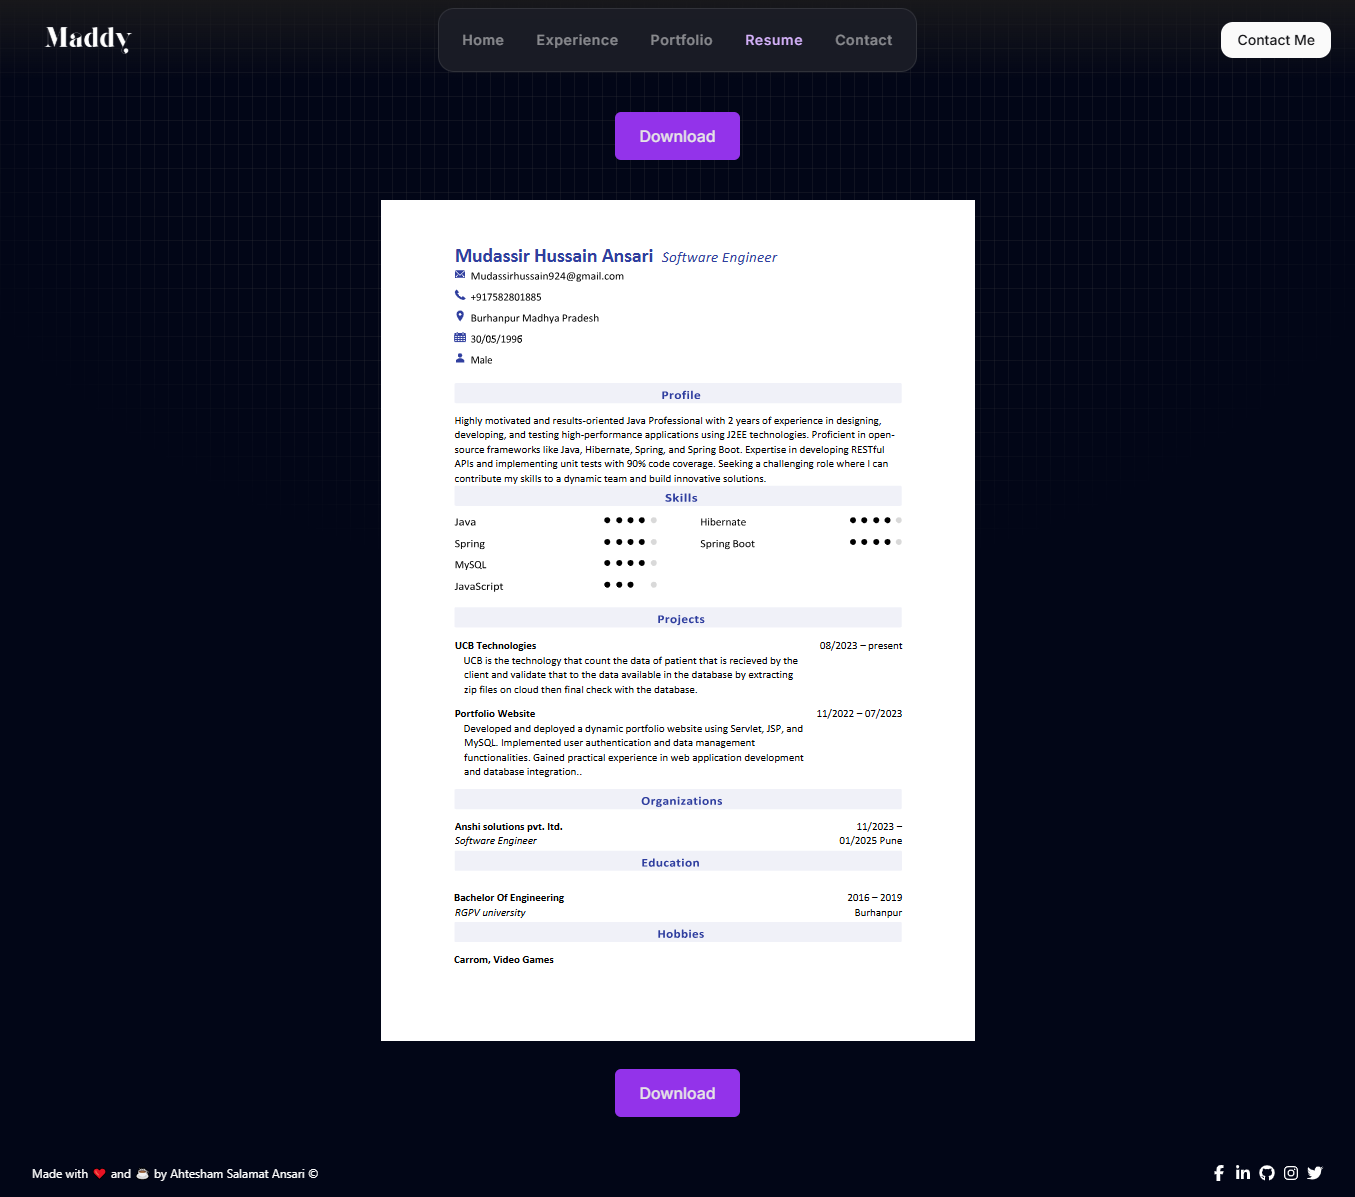 Maddy
Home Experience Portfolio Resume Contact
Contact Me
Download
Mudassir Hussain Ansari Software Engineer
Mudassirhussain924@gmail.com
+917582801885
Burhanpur Madhya Pradesh
30/05/1996
Male
Profile
Highly motivated and results-oriented Java Professional with 2 years of experience in designing,
developing, and testing high-performance applications using J2EE technologies. Proficient in open-
source frameworks like Java, Hibernate, Spring, and Spring Boot. Expertise in developing RESTful
APIs and implementing unit tests with 90% code coverage. Seeking a challenging role where I can
contribute my skills to a dynamic team and build innovative solutions.
Skills
Java Hibernate
Spring Spring Boot
MySQL
JavaScript
Projects
UCB Technologies 08/2023 – present
UCB is the technology that count the data of patient that is recieved by the
client and validate that to the data available in the database by extracting
zip files on cloud then final check with the database.
Portfolio Website 11/2022 – 07/2023
Developed and deployed a dynamic portfolio website using Servlet, JSP, and
MySQL. Implemented user authentication and data management
functionalities. Gained practical experience in web application development
and database integration..
Organizations
Anshi solutions pvt. ltd. 11/2023 –
Software Engineer 01/2025 Pune
Education
Bachelor Of Engineering 2016 – 2019
RGPV university Burhanpur
Hobbies
Carrom, Video Games
Download
Made with ❤ and ☕ by Ahtesham Salamat Ansari ©